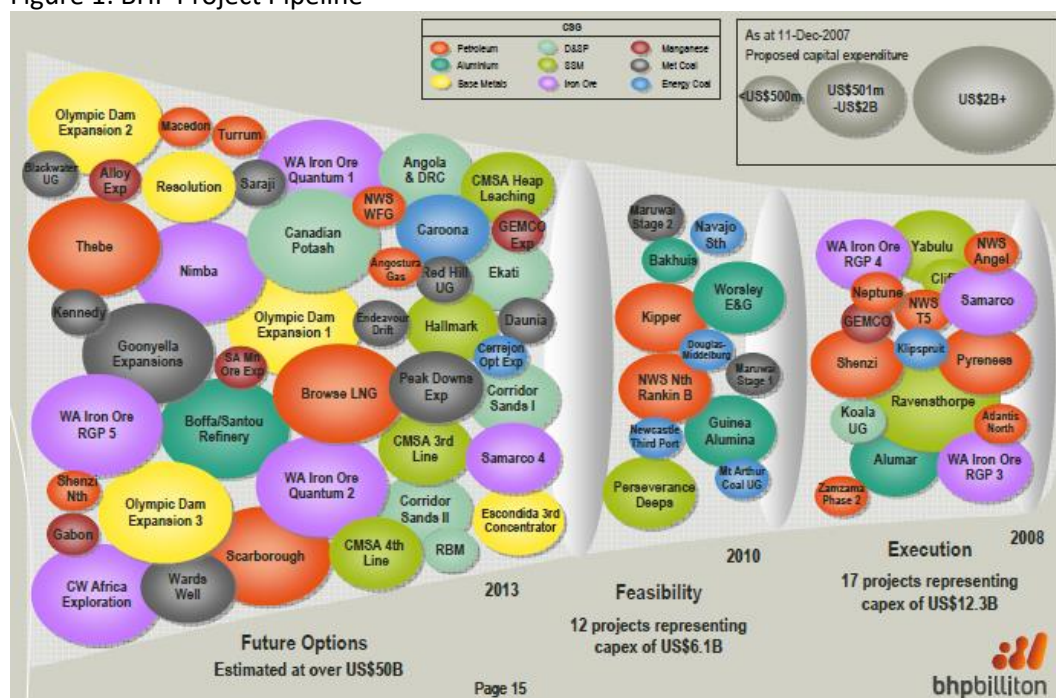 Figure 1: BHP Project Pipeline
CSG
Petroleum
Aluminium
Base Metals
D&SP
SSM
Iron Ore
Manganese
Met Coal
Energy Coal
As at 11-Dec-2007
Proposed capital expenditure
<US$500m
US$501m
-US$2B
US$2B+
Olympic Dam
Expansion 2
Macedon
Turrum
Blackwater
UG
Alloy
Exp
Resolution
Saraji
WA Iron Ore
Quantum 1
Angola
& DRC
CMSA Heap
Leaching
NWS
WFG
Thebe
Nimba
Canadian
Potash
Caroona
GEMCO
Exp
Angostura
Gas
Red Hill
UG
Ekati
Kennedy
Goonyella
Expansions
SA Mn
Ore Exp
Olympic Dam
Expansion 1
Endeavour
Drift
Hallmark
Daunia
Cerrejon
Opt Exp
Browse LNG
Peak Downs
Exp
Corridor
Sands I
WA Iron Ore
RGP 5
Boffa/Santou
Refinery
CMSA 3rd
Line
Samarco 4
WA Iron Ore
Quantum 2
Shenzi
Nth
Olympic Dam
Expansion 3
Corridor
Sands II
Escondida 3rd
Concentrator
Gabon
Scarborough
CMSA 4th
Line
RBM
CW Africa
Exploration
Wards
Well
2013
Future Options
Estimated at over US$50B
Maruwai
Stage 2
Navajo
Sth
Bakhuis
Worsley
E&G
Kipper
Douglas-
Middelburg
Maruwai
Stage 1
NWS Nth
Rankin B
Newcastle
Third Port
Guinea
Alumina
Mt Arthur
Coal UG
Perseverance
Deeps
2010
Feasibility
12 projects representing
capex of US$6.1B
WA Iron Ore
RGP 4
Yabulu
NWS
Angel
Cliff
Neptune
NWS
T5
Samarco
GEMCO
Shenzi
Klipspruit
Pyrenees
Ravensthorpe
Koala
UG
Atlantis
North
Alumar
WA Iron Ore
RGP 3
Zamzama
Phase 2
2008
Execution
17 projects representing
capex of US$12.3B
Page 15
bhpbilliton